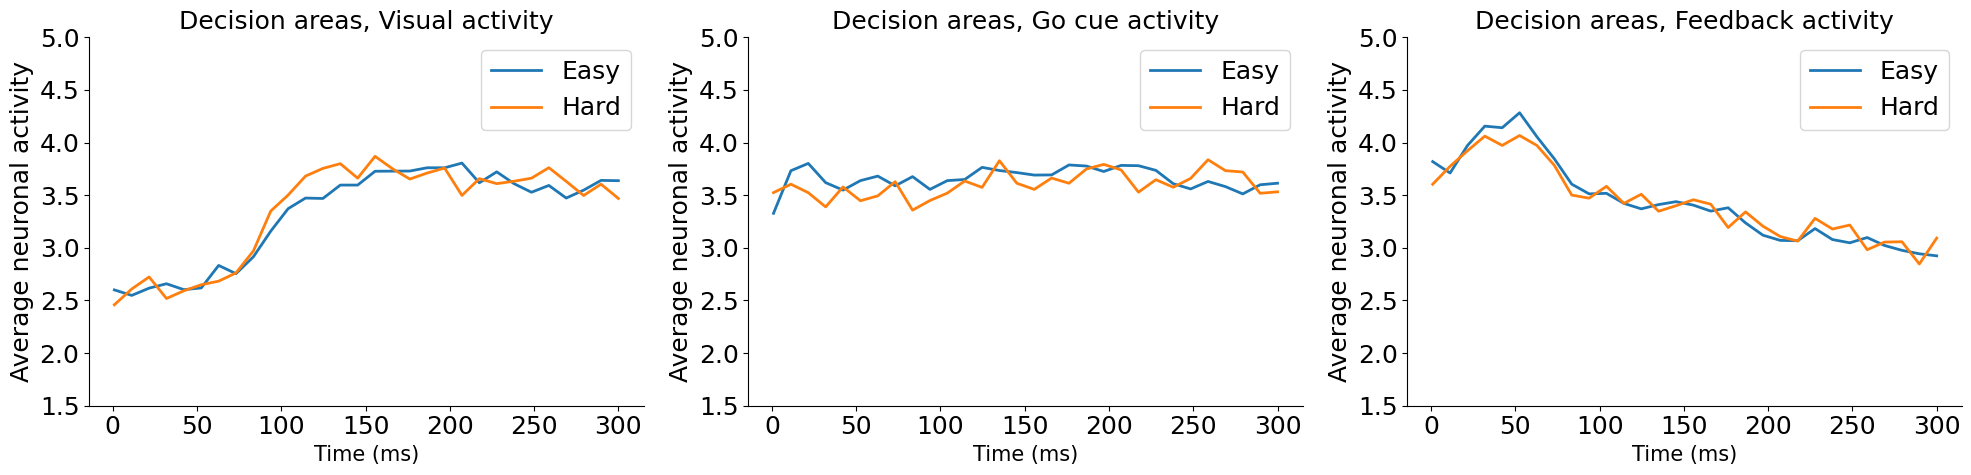 Decision areas, Visual activity
Average neuronal activity
5.0
4.5
4.0
3.5
3.0
2.5
2.0
1.5
Easy
Hard
0 50 100 150 200 250 300
Time (ms)
Decision areas, Go cue activity
Average neuronal activity
5.0
4.5
4.0
3.5
3.0
2.5
2.0
1.5
Easy
Hard
0 50 100 150 200 250 300
Time (ms)
Decision areas, Feedback activity
Average neuronal activity
5.0
4.5
4.0
3.5
3.0
2.5
2.0
1.5
Easy
Hard
0 50 100 150 200 250 300
Time (ms)